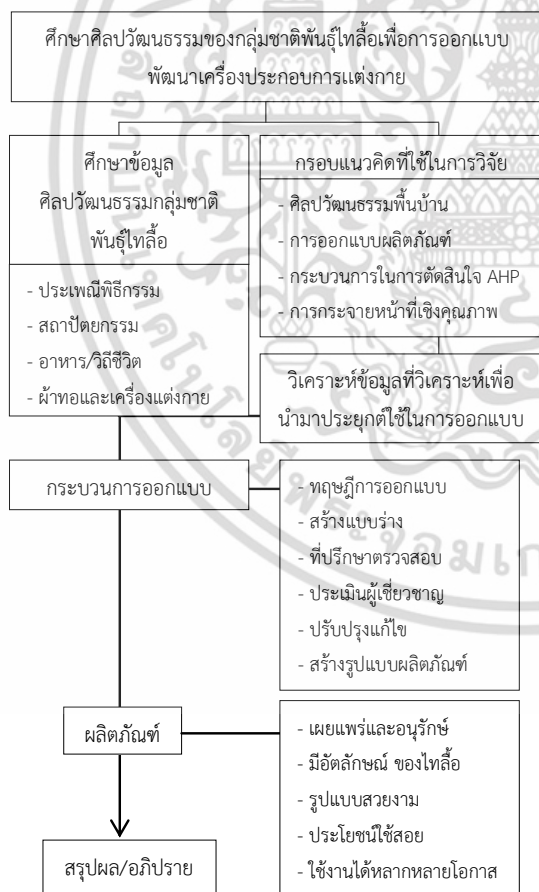 ศึกษาศิลปวัฒนธรรมของกลุ่มชาติพันธุ์ไทลื้อเพื่อการออกแบบ
พัฒนาเครื่องประกอบการแต่งกาย
ศึกษาข้อมูล
ศิลปวัฒนธรรมกลุ่มชาติ
พันธุ์ไทลื้อ
- ประเพณีพิธีกรรม
- สถาปัตยกรรม
- อาหาร/วิถีชีวิต
- ผ้าทอและเครื่องแต่งกาย
กรอบแนวคิดที่ใช้ในการวิจัย
- ศิลปวัฒนธรรมพื้นบ้าน
- การออกแบบผลิตภัณฑ์
- กระบวนการในการตัดสินใจ AHP
- การกระจายหน้าที่เชิงคุณภาพ
วิเคราะห์ข้อมูลที่วิเคราะห์เพื่อ
นำมาประยุกต์ใช้ในการออกแบบ
กระบวนการออกแบบ
- ทฤษฎีการออกแบบ
- สร้างแบบร่าง
- ที่ปรึกษาตรวจสอบ
- ประเมินผู้เชี่ยวชาญ
- ปรับปรุงแก้ไข
- สร้างรูปแบบผลิตภัณฑ์
ผลิตภัณฑ์
- เผยแพร่และอนุรักษ์
- มีอัตลักษณ์ ของไทลื้อ
- รูปแบบสวยงาม
- ประโยชน์ใช้สอย
- ใช้งานได้หลากหลายโอกาส
สรุปผล/อภิปราย